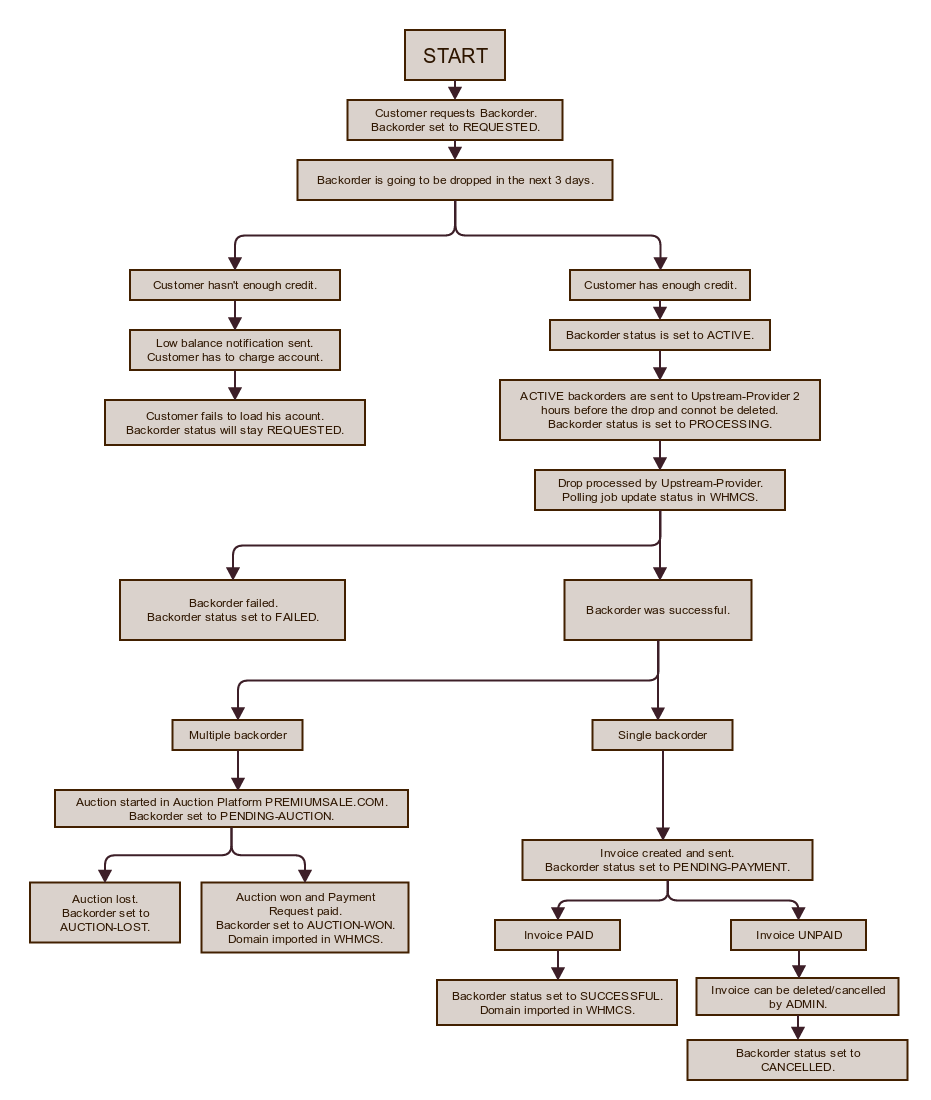 START
Customer requests Backorder.
Backorder set to REQUESTED.
Backorder is going to be dropped in the next 3 days.
Customer hasn't enough credit.
Customer has enough credit.
Low balance notification sent.
Customer has to charge account.
Backorder status is set to ACTIVE.
Customer fails to load his acount.
Backorder status will stay REQUESTED.
ACTIVE backorders are sent to Upstream-Provider 2
hours before the drop and connot be deleted.
Backorder status is set to PROCESSING.
Drop processed by Upstream-Provider.
Polling job update status in WHMCS.
Backorder failed.
Backorder status set to FAILED.
Backorder was successful.
Multiple backorder
Single backorder
Auction started in Auction Platform PREMIUMSALE.COM.
Backorder set to PENDING-AUCTION.
Invoice created and sent.
Backorder status set to PENDING-PAYMENT.
Auction lost.
Backorder set to
AUCTION-LOST.
Auction won and Payment
Request paid.
Backorder set to AUCTION-WON.
Domain imported in WHMCS.
Invoice PAID
Invoice UNPAID
Backorder status set to SUCCESSFUL.
Domain imported in WHMCS.
Invoice can be deleted/cancelled
by ADMIN.
Backorder status set to
CANCELLED.